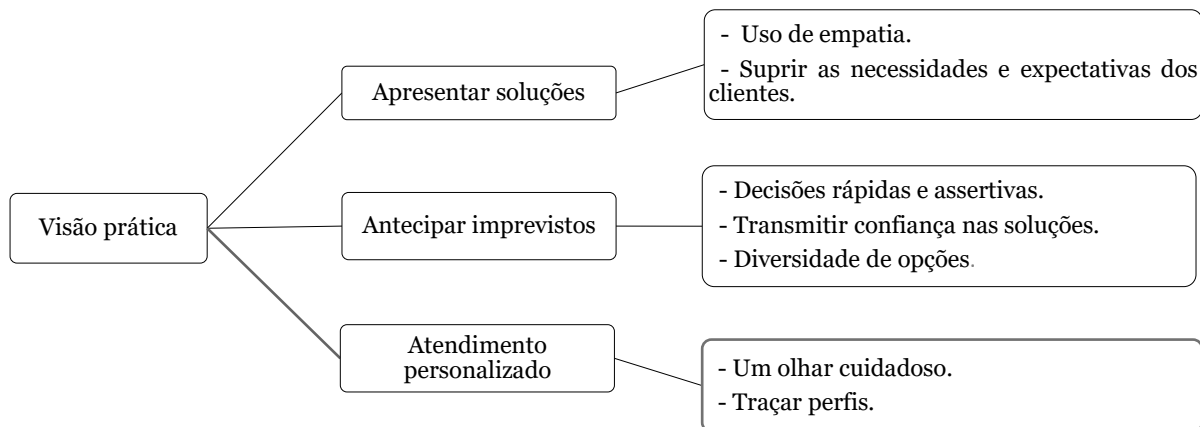 - Uso de empatia.
- Suprir as necessidades e expectativas dos
clientes.
Apresentar soluções
Visão prática
Antecipar imprevistos
- Decisões rápidas e assertivas.
- Transmitir confiança nas soluções.
- Diversidade de opções.
Atendimento
personalizado
- Um olhar cuidadoso.
- Traçar perfis.